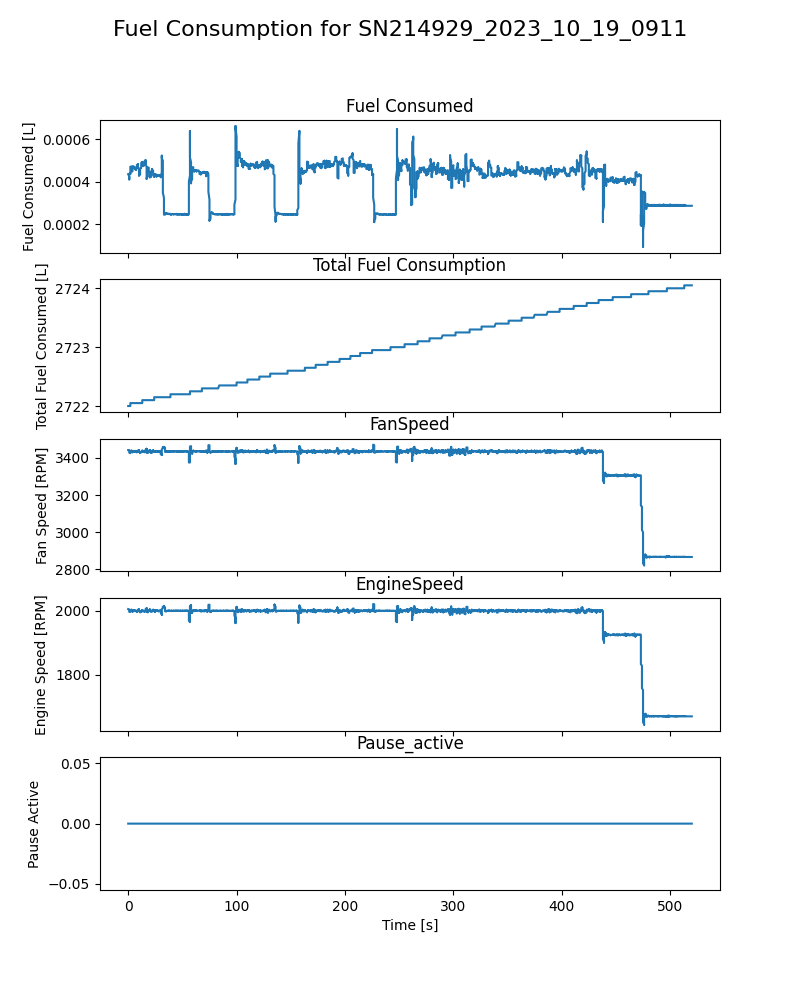 Fuel Consumption for SN214929_2023_10_19_0911
Fuel Consumed
Fuel Consumed [L]
0.0006
0.0004
0.0002
Total Fuel Consumption
Total Fuel Consumed [L]
2724
2723
2722
FanSpeed
Fan Speed [RPM]
3400
3200
3000
2800
EngineSpeed
Engine Speed [RPM]
2000
1800
Pause_active
Pause Active
0.05
0.00
−0.05
0 100 200 300 400 500
Time [s]